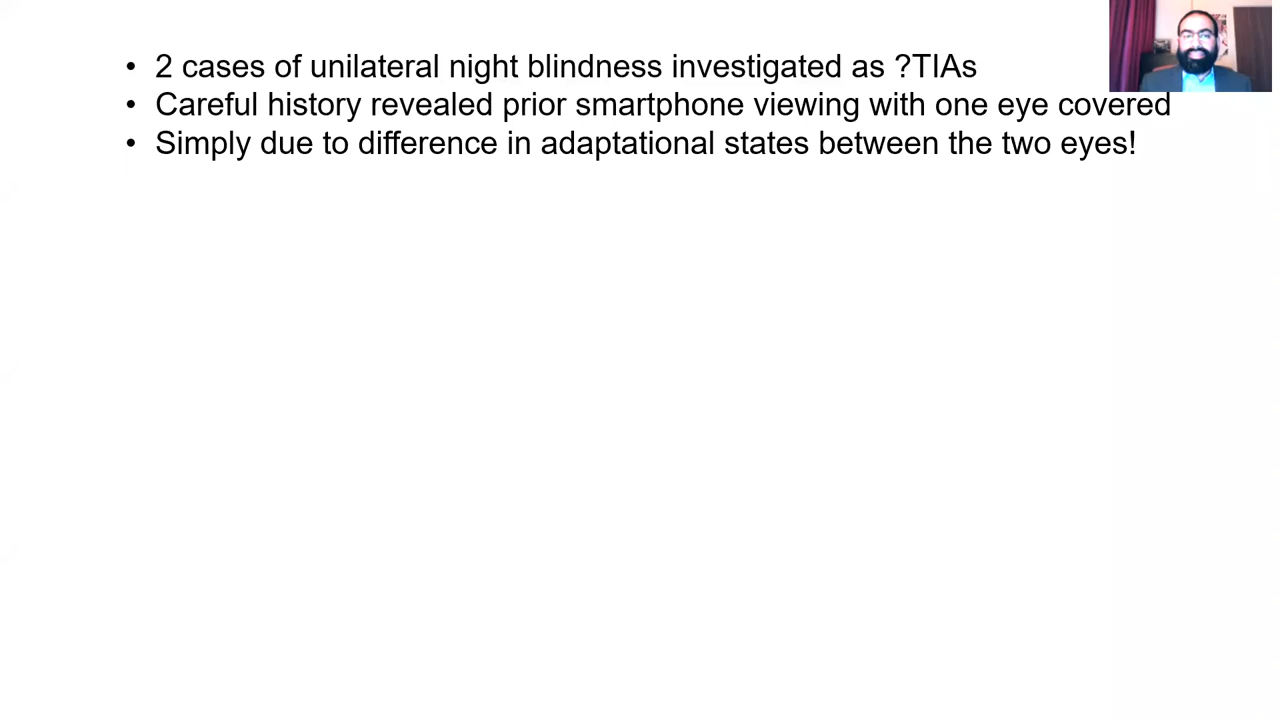 • 2 cases of unilateral night blindness investigated as ?TIAs
• Careful history revealed prior smartphone viewing with one eye covered
• Simply due to difference in adaptational states between the two eyes!